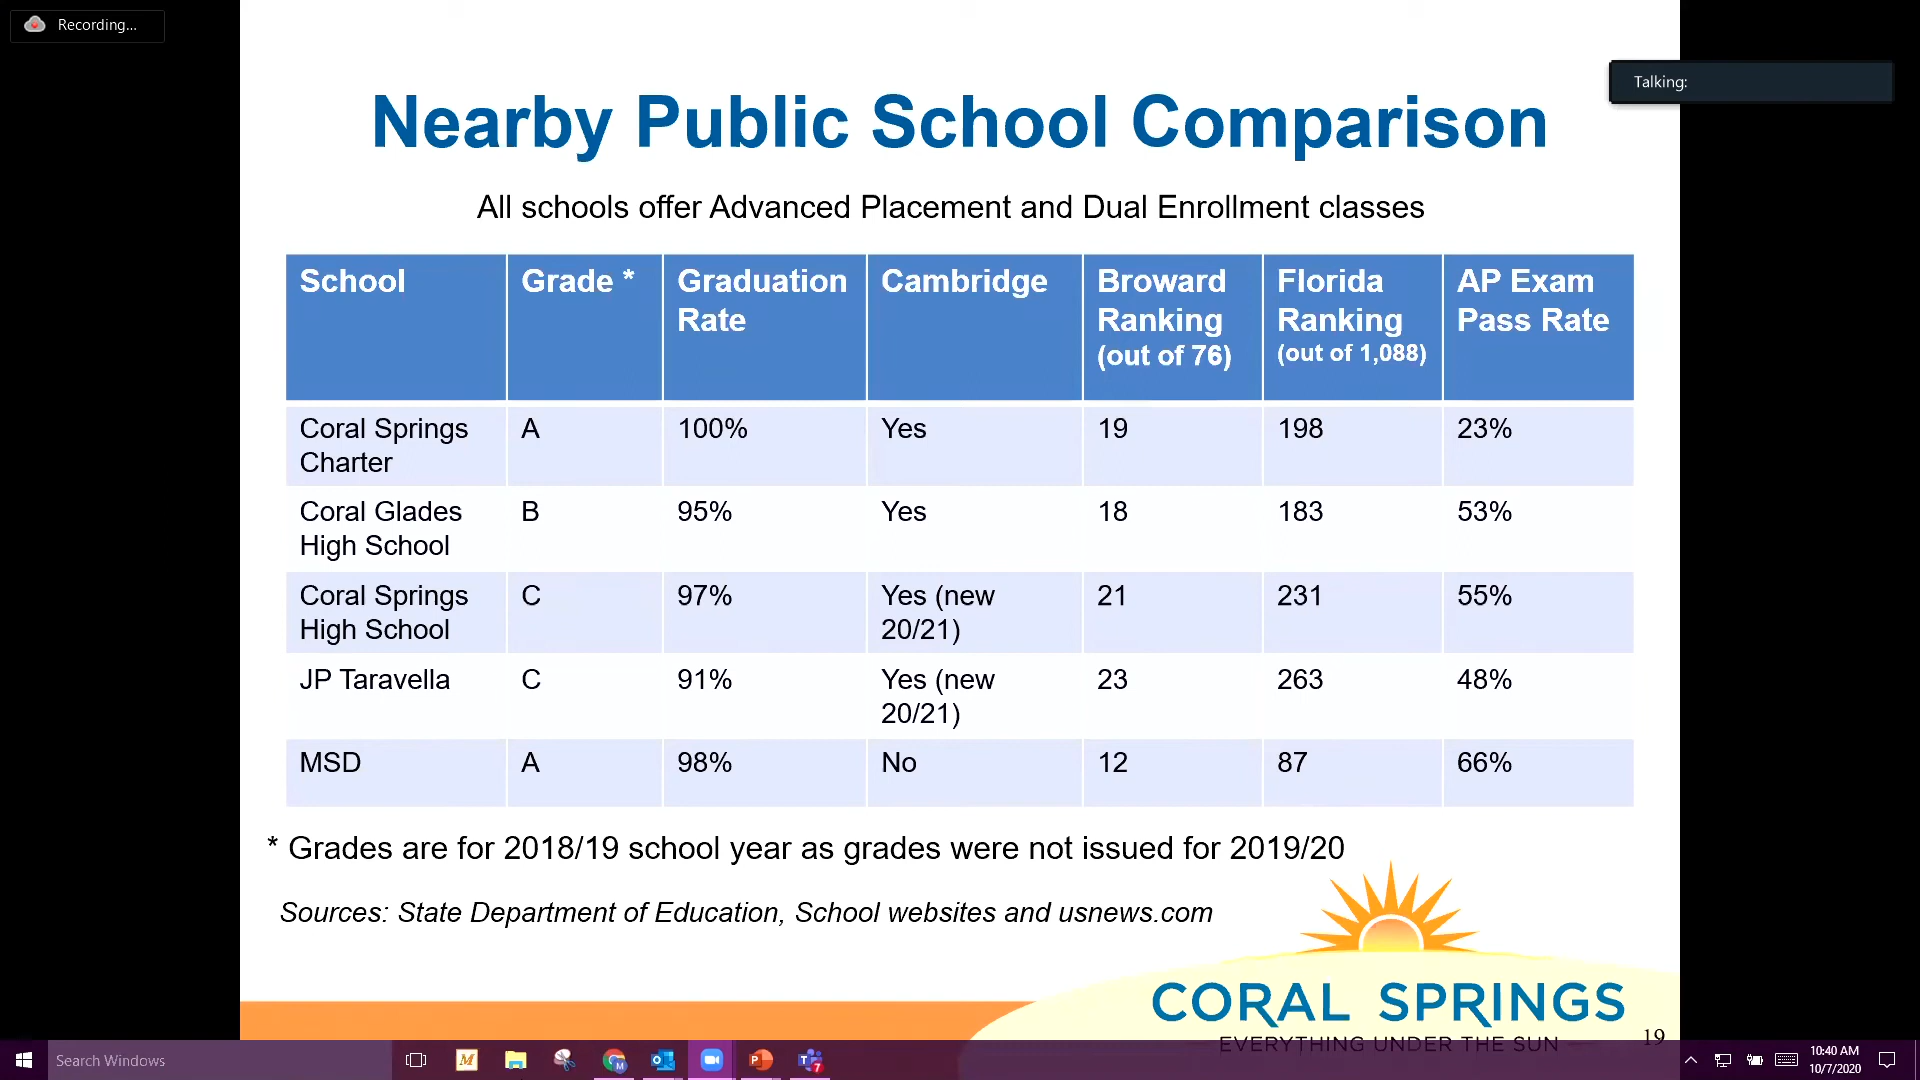 Recording...
Talking:
Nearby Public School Comparison
All schools offer Advanced Placement and Dual Enrollment classes
School Grade * Graduation Rate Cambridge Broward Ranking (out of 76) Florida Ranking (out of 1,088) AP Exam Pass Rate
Coral Springs Charter A 100% Yes 19 198 23%
Coral Glades High School B 95% Yes 18 183 53%
Coral Springs High School C 97% Yes (new 20/21) 21 231 55%
JP Taravella C 91% Yes (new 20/21) 23 263 48%
MSD A 98% No 12 87 66%
* Grades are for 2018/19 school year as grades were not issued for 2019/20
Sources: State Department of Education, School websites and usnews.com
CORAL SPRINGS
EVERYTHING UNDER THE SUN
19
Search Windows
10:40 AM
10/7/2020